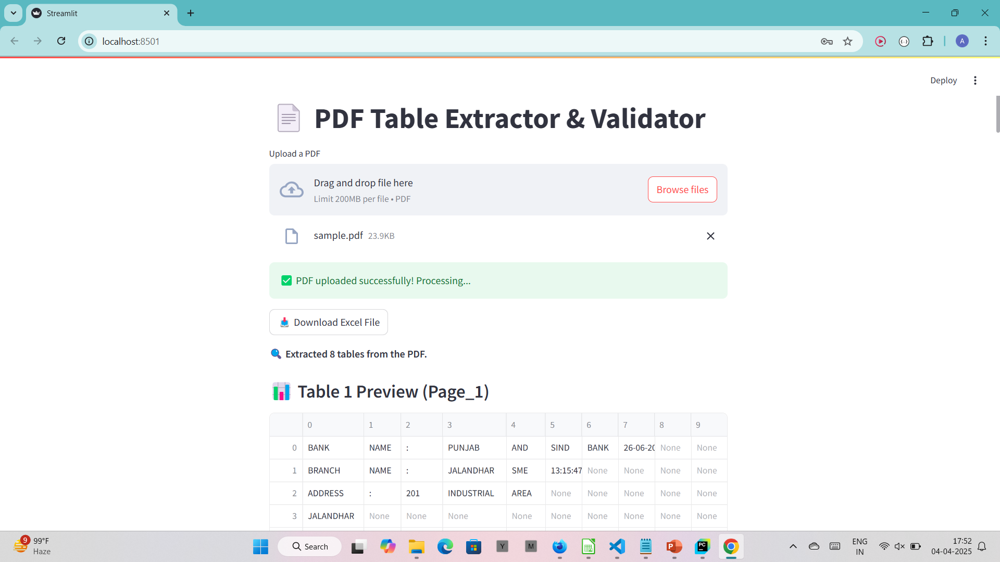 Streamlit
localhost:8501
A
Deploy
PDF Table Extractor & Validator
Upload a PDF
Drag and drop file here
Limit 200MB per file • PDF
Browse files
sample.pdf 23.9KB
PDF uploaded successfully! Processing...
Download Excel File
Extracted 8 tables from the PDF.
Table 1 Preview (Page_1)
0 1 2 3 4 5 6 7 8 9
0 BANK NAME : PUNJAB AND SIND BANK 26-06-20 None None
1 BRANCH NAME : JALANDHAR SME 13:15:47 None None None None
2 ADDRESS : 201 INDUSTRIAL AREA None None None None None
3 JALANDHAR None None None None None None None None None
9
99°F
Haze
Search
Y
M
P
PC
ENG
IN
17:52
04-04-2025